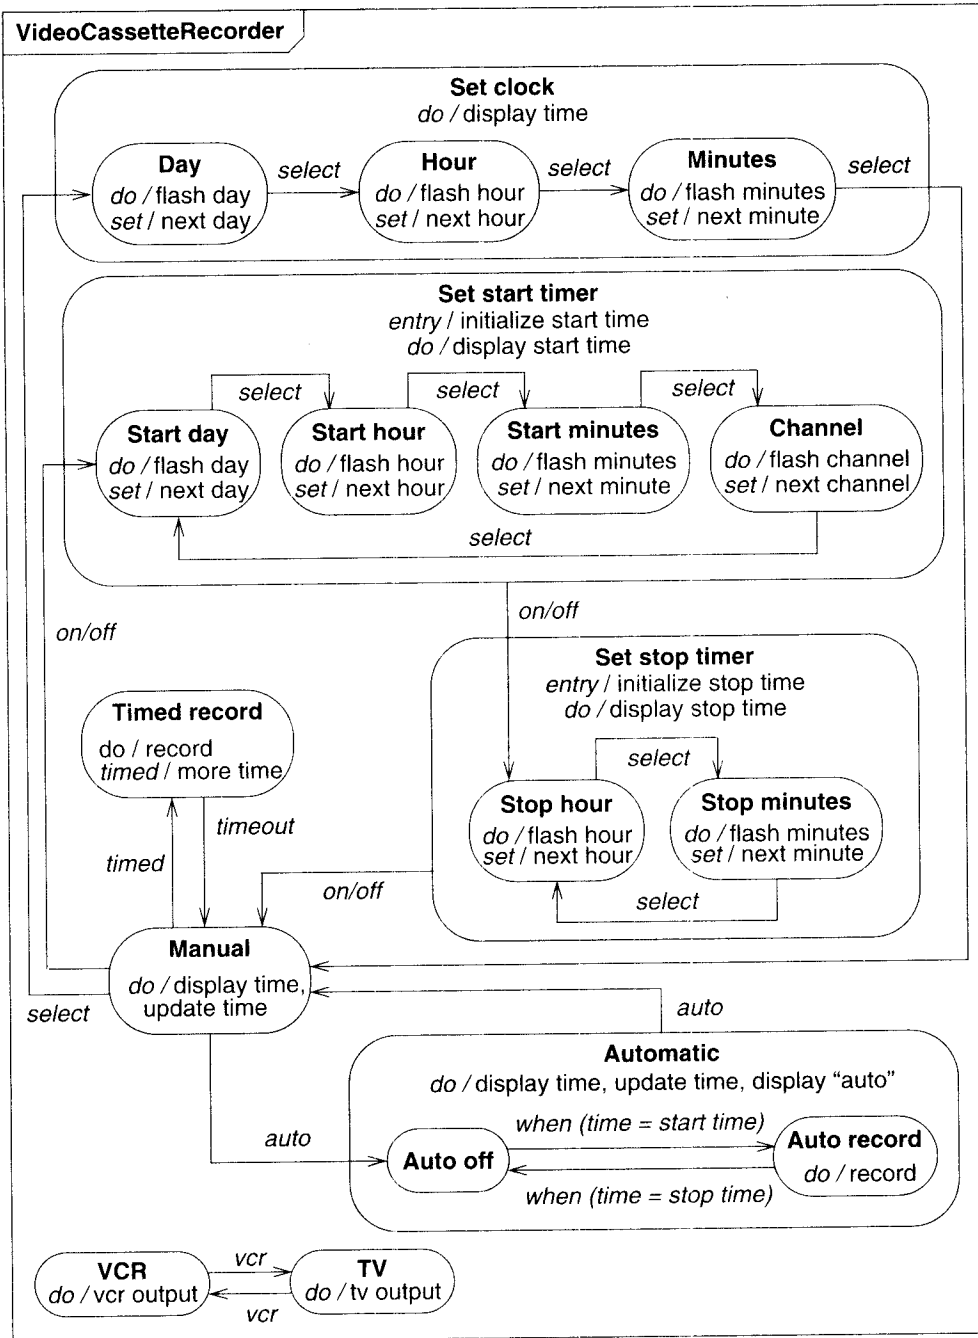 VideoCassetteRecorder
Set clock
do / display time
Day
do / flash day
set / next day
select
Hour
do / flash hour
set / next hour
select
Minutes
do / flash minutes
set / next minute
select
Set start timer
entry / initialize start time
do / display start time
select
select
select
Start day
do / flash day
set / next day
Start hour
do / flash hour
set / next hour
Start minutes
do / flash minutes
set / next minute
Channel
do / flash channel
set / next channel
select
on/off
on/off
Set stop timer
entry / initialize stop time
do / display stop time
select
Stop hour
do / flash hour
set / next hour
Stop minutes
do / flash minutes
set / next minute
select
Timed record
do / record
timed / more time
timeout
timed
on/off
Manual
do / display time,
update time
select
auto
Automatic
do / display time, update time, display “auto”
auto
when (time = start time)
Auto off
Auto record
do / record
when (time = stop time)
VCR
do / vcr output
vcr
TV
do / tv output
vcr